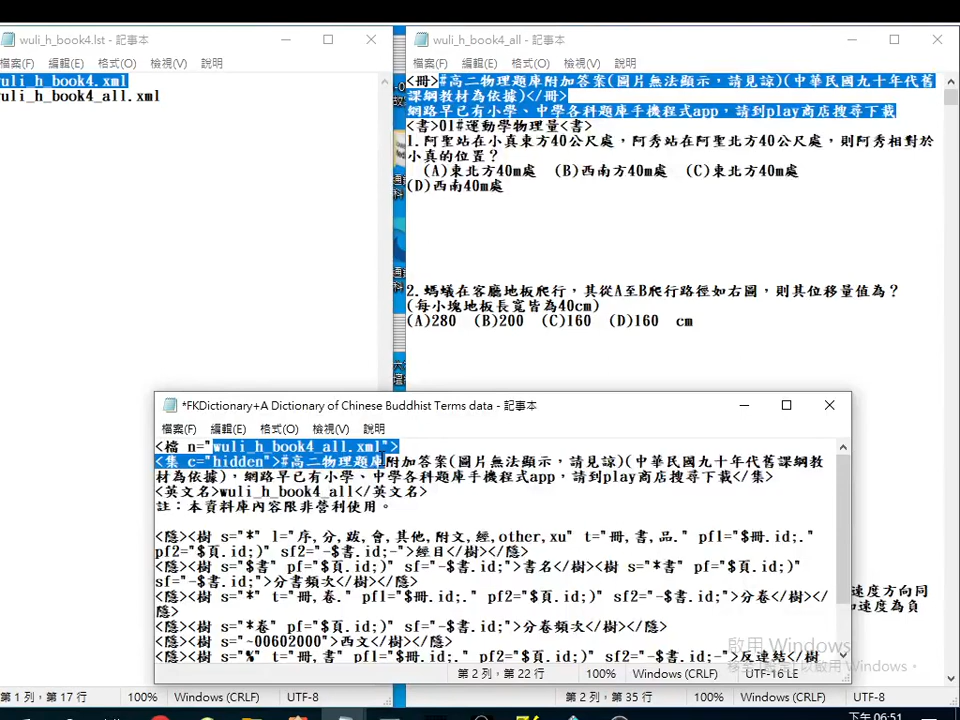 wuli_h_book4.lst - 記事本
檔案(F) 編輯(E) 格式(O) 檢視(V) 說明
wuli_h_book4.xml
wuli_h_book4_all.xml
第 1 列，第 17 行 100% Windows (CRLF) UTF-8
wuli_h_book4_all - 記事本
檔案(F) 編輯(E) 格式(O) 檢視(V) 說明
<冊>#高二物理題庫附加答案(圖片無法顯示，請見諒)(中華民國九十年代舊
課綱教材為依據)</冊>
網路早已有小學、中學各科題庫手機程式app，請到play商店搜尋下載
<書>01#運動學物理量<書>
1.阿聖站在小真東方40公尺處，阿秀站在阿聖北方40公尺處，則阿秀相對於
小真的位置？
(A)東北方40m處 (B)西南方40m處 (C)東北方40m處
(D)西南40m處
2.螞蟻在客廳地板爬行，其從A至B爬行路徑如右圖，則其位移量值為？
(每小塊地板長寬皆為40cm)
(A)280 (B)200 (C)160 (D)160 cm
速度方向同
加速度為負
第 2 列，第 35 行 100% Windows (CRLF) UTF-8
*FKDictionary+A Dictionary of Chinese Buddhist Terms data - 記事本
檔案(F) 編輯(E) 格式(O) 檢視(V) 說明
<檔 n="wuli_h_book4_all.xml">
<集 c="hidden">#高二物理題庫附加答案(圖片無法顯示，請見諒)(中華民國九十年代舊課綱教
材為依據)，網路早已有小學、中學各科題庫手機程式app，請到play商店搜尋下載</集>
<英文名>wuli_h_book4_all</英文名>
註：本資料庫內容限非營利使用。
<隱><樹 s="*" l="序,分,跋,會,其他,附文,經,other,xu" t="冊,書,品." pf1="$冊.id;."
pf2="$頁.id;)" sf2="-$書.id;-">經目</樹></隱>
<隱><樹 s="$書" pf="$頁.id;)" sf="-$書.id;-">書名</樹><樹 s="*書" pf="$頁.id;)"
sf="-$書.id;-">分書頻次</樹></隱>
<隱><樹 s="*" t="冊,卷." pf1="$冊.id;." pf2="$頁.id;)" sf2="-$書.id;-">分卷</樹></
隱>
<隱><樹 s="*卷" pf="$頁.id;)" sf="-$書.id;-">分卷頻次</樹></隱>
<隱><樹 s="~00602000">西文</樹></隱>
<隱><樹 s="%" t="冊,書" pf1="$冊.id;." pf2="$頁.id;)" sf2="-$書.id;-">反連結</樹
第 2 列，第 22 行 100% Windows (CRLF) UTF-16 LE
啟用 Windows
下午 06:51